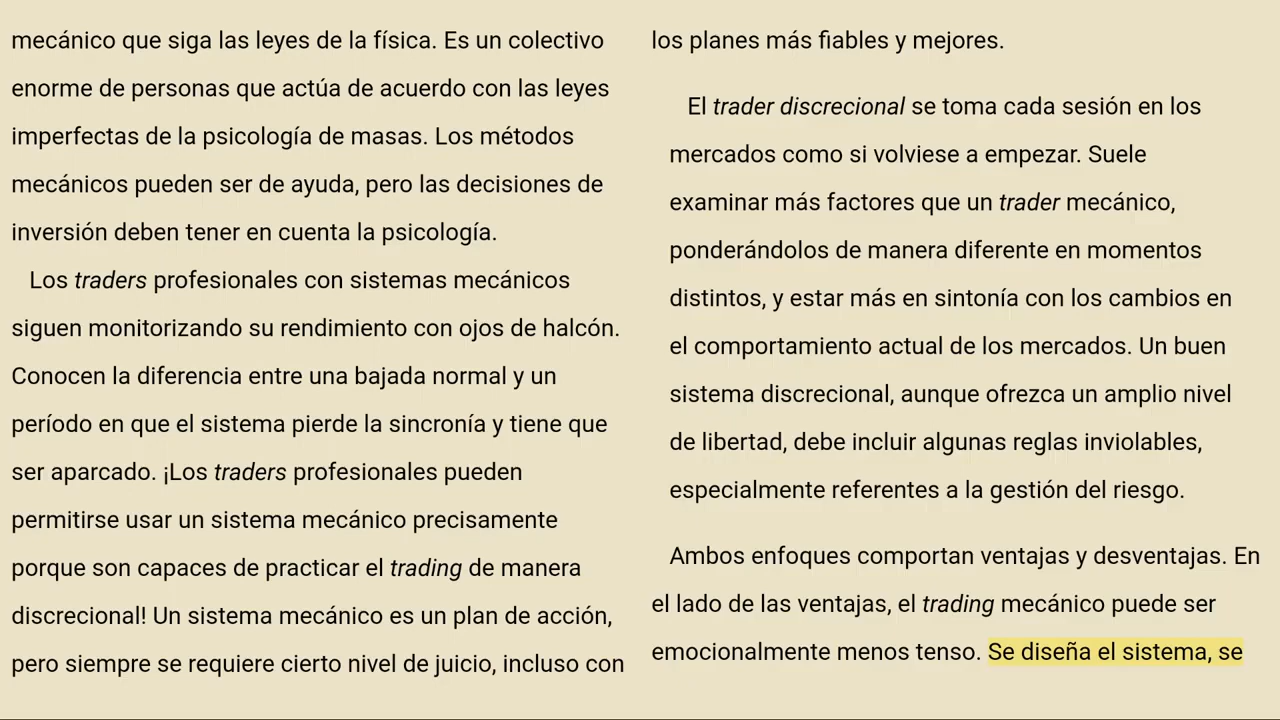 mecánico que siga las leyes de la física. Es un colectivo
enorme de personas que actúa de acuerdo con las leyes
imperfectas de la psicología de masas. Los métodos
mecánicos pueden ser de ayuda, pero las decisiones de
inversión deben tener en cuenta la psicología.
Los traders profesionales con sistemas mecánicos
siguen monitorizando su rendimiento con ojos de halcón.
Conocen la diferencia entre una bajada normal y un
período en que el sistema pierde la sincronía y tiene que
ser aparcado. ¡Los traders profesionales pueden
permitirse usar un sistema mecánico precisamente
porque son capaces de practicar el trading de manera
discrecional! Un sistema mecánico es un plan de acción,
pero siempre se requiere cierto nivel de juicio, incluso con
los planes más fiables y mejores.
El trader discrecional se toma cada sesión en los
mercados como si volviese a empezar. Suele
examinar más factores que un trader mecánico,
ponderándolos de manera diferente en momentos
distintos, y estar más en sintonía con los cambios en
el comportamiento actual de los mercados. Un buen
sistema discrecional, aunque ofrezca un amplio nivel
de libertad, debe incluir algunas reglas inviolables,
especialmente referentes a la gestión del riesgo.
Ambos enfoques comportan ventajas y desventajas. En
el lado de las ventajas, el trading mecánico puede ser
emocionalmente menos tenso. Se diseña el sistema, se